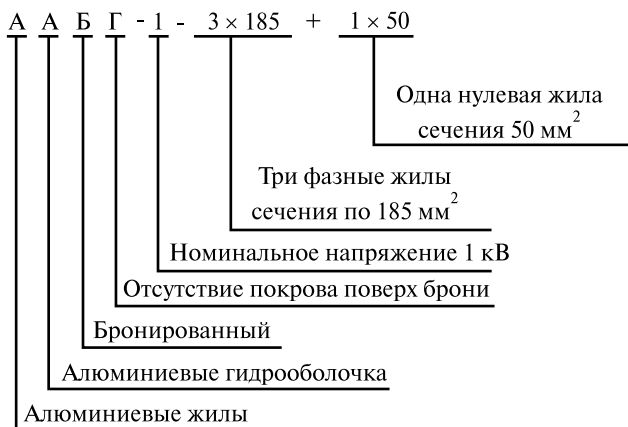 А А Б Г - 1 - 3 × 185 + 1 × 50
Одна нулевая жила
сечения 50 мм²
Три фазные жилы
сечения по 185 мм²
Номинальное напряжение 1 кВ
Отсутствие покрова поверх брони
Бронированный
Алюминиевые гидрооболочка
Алюминиевые жилы